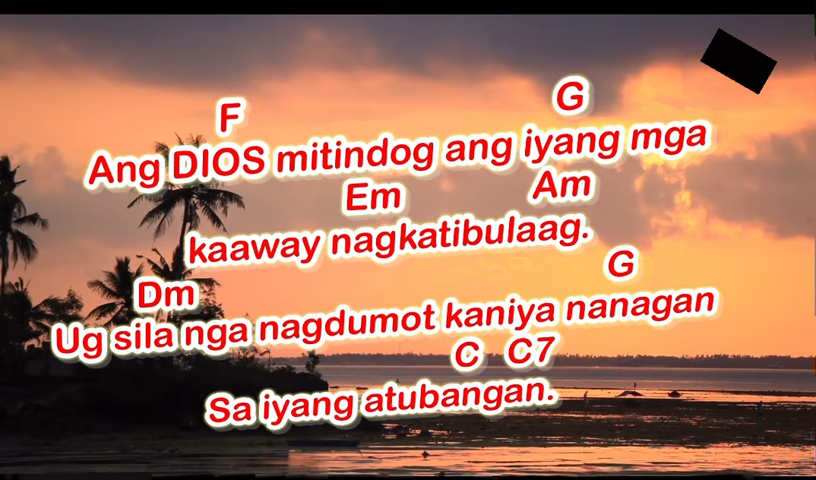 F G
Ang DIOS mitindog ang iyang mga
Em Am
kaaway nagkatibulaag.
Dm G
Ug sila nga nagdumot kaniya nanagan
C C7
Sa iyang atubangan.